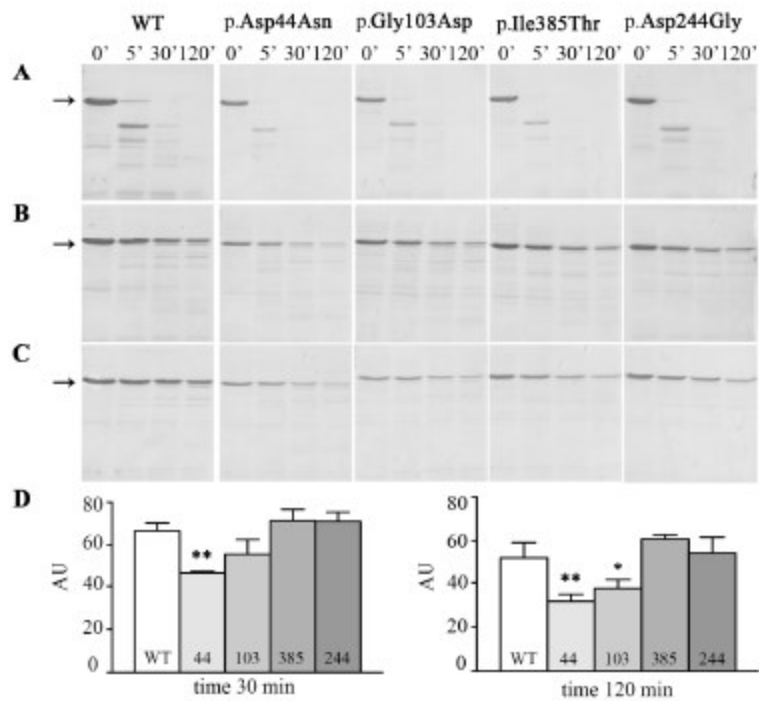 WT p.Asp44Asn p.Gly103Asp p.Ile385Thr p.Asp244Gly
0' 5' 30' 120' 0' 5' 30' 120' 0' 5' 30' 120' 0' 5' 30' 120' 0' 5' 30' 120'
A
→
B
→
C
→
D
80
60
40
20
0
AU
**
WT 44 103 385 244
time 30 min
80
60
40
20
0
AU
**
*
WT 44 103 385 244
time 120 min